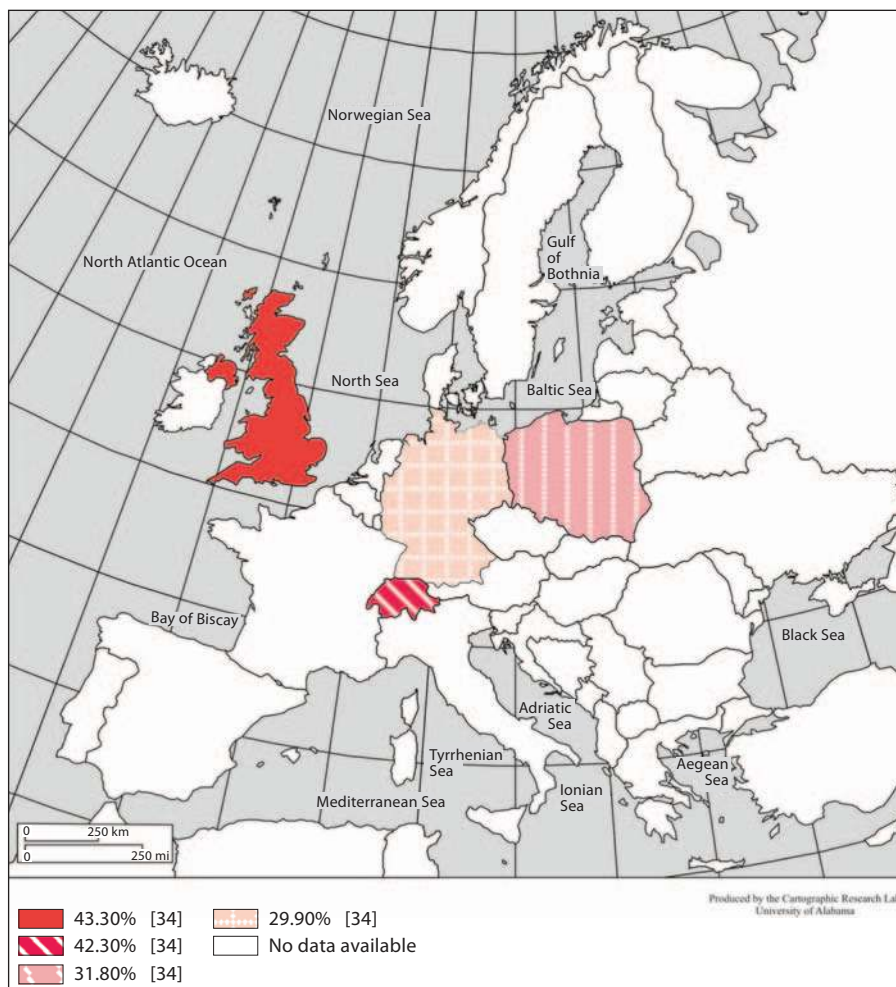 Norwegian Sea
North Atlantic Ocean
Gulf
of
Bothnia
North Sea
Baltic Sea
Bay of Biscay
Black Sea
Adriatic
Sea
Tyrrhenian
Sea
Aegean
Sea
Ionian
Sea
Mediterranean Sea
0 250 km
0 250 mi
Produced by the Cartographic Research La
University of Alabama
43.30% [34]
29.90% [34]
42.30% [34]
No data available
31.80% [34]